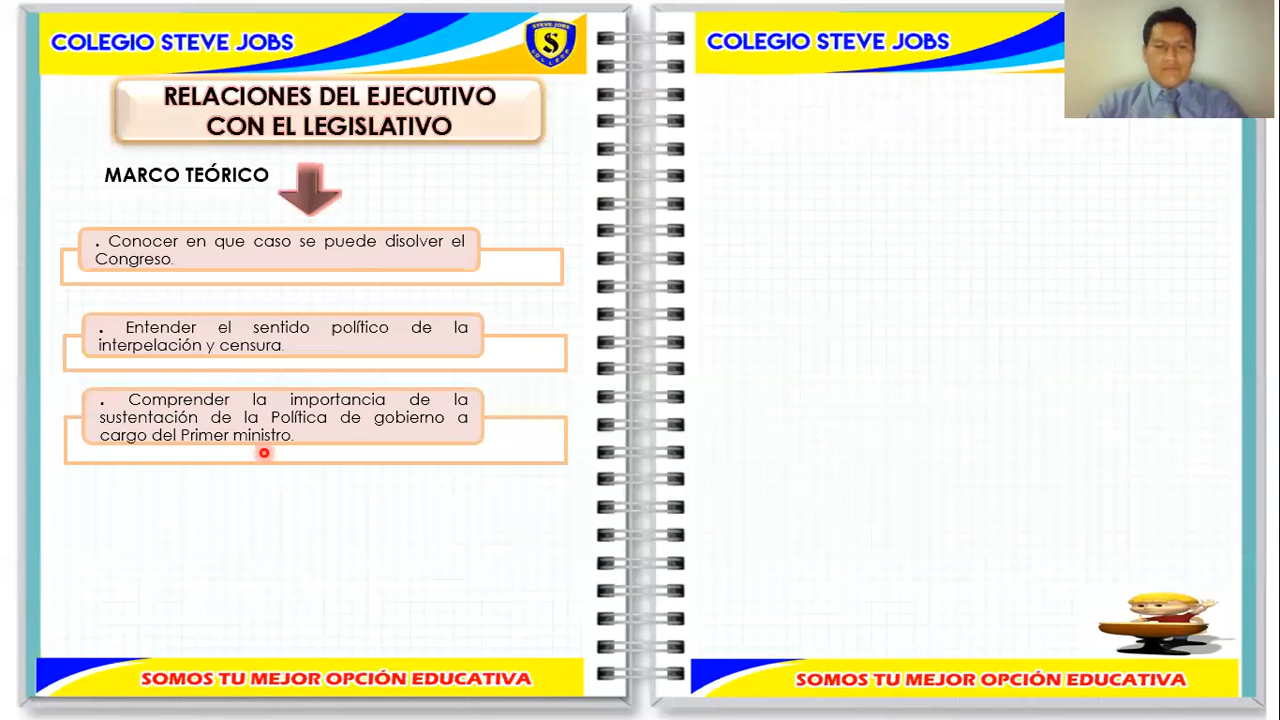 COLEGIO STEVE JOBS
STEVE JOBS
S
COLLEGE
RELACIONES DEL EJECUTIVO
CON EL LEGISLATIVO
MARCO TEÓRICO
. Conocer en que caso se puede disolver el
Congreso.
. Entender el sentido político de la
interpelación y censura.
. Comprender la importancia de la
sustentación de la Política de gobierno a
cargo del Primer ministro.
SOMOS TU MEJOR OPCIÓN EDUCATIVA
COLEGIO STEVE JOBS
SOMOS TU MEJOR OPCIÓN EDUCATIVA